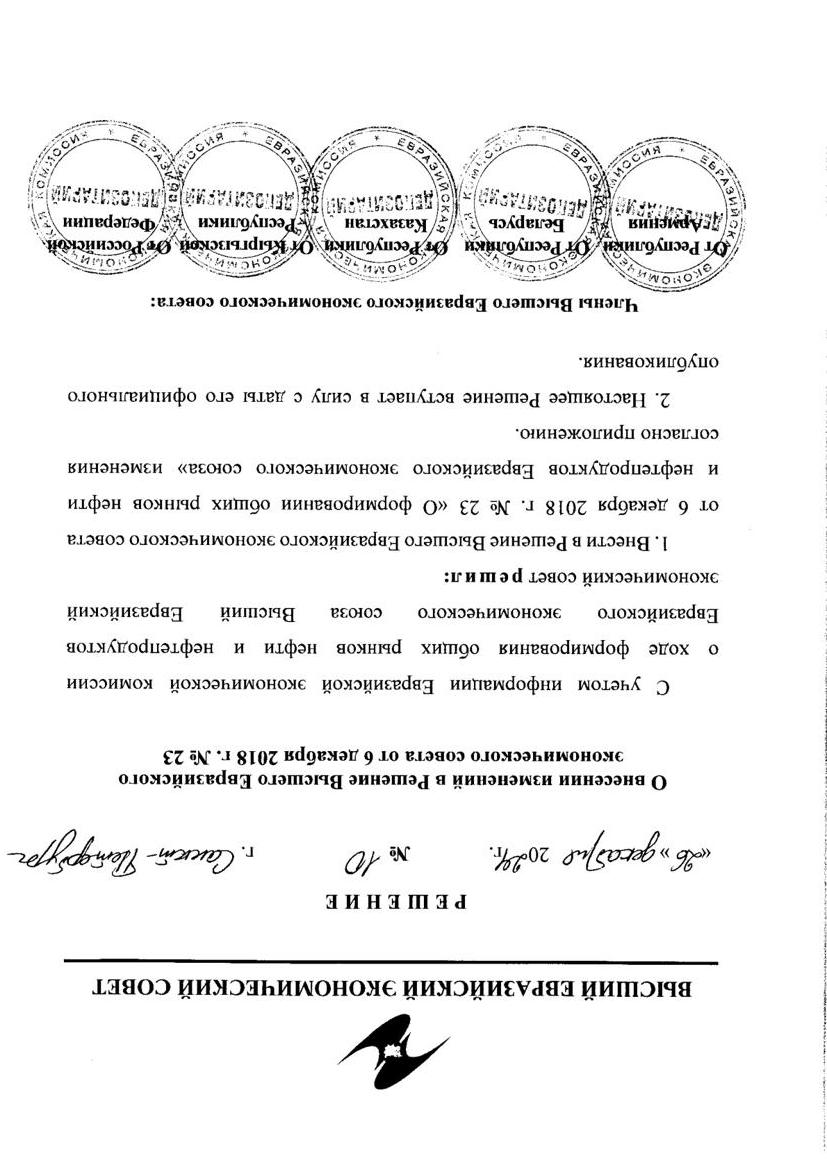 ВЫСШИЙ ЕВРАЗИЙСКИЙ ЭКОНОМИЧЕСКИЙ СОВЕТ
РЕШЕНИЕ
«26» декабря 2024г. № 10 г. Санкт-Петербург
О внесении изменений в Решение Высшего Евразийского
экономического совета от 6 декабря 2018 г. № 23
С учетом информации Евразийской экономической комиссии
о ходе формирования общих рынков нефти и нефтепродуктов
Евразийского экономического союза Высший Евразийский
экономический совет решил:
1. Внести в Решение Высшего Евразийского экономического совета
от 6 декабря 2018 г. № 23 «О формировании общих рынков нефти
и нефтепродуктов Евразийского экономического союза» изменения
согласно приложению.
2. Настоящее Решение вступает в силу с даты его официального
опубликования.
Члены Высшего Евразийского экономического совета:
От Республики Армения
От Республики Беларусь
От Республики Казахстан
От Кыргызской Республики
От Российской Федерации
ЕВРАЗИЙСКАЯ ЭКОНОМИЧЕСКАЯ КОМИССИЯ
ДЕПОЗИТАРИЙ
ЕВРАЗИЙСКАЯ ЭКОНОМИЧЕСКАЯ КОМИССИЯ
ДЕПОЗИТАРИЙ
ЕВРАЗИЙСКАЯ ЭКОНОМИЧЕСКАЯ КОМИССИЯ
ДЕПОЗИТАРИЙ
ЕВРАЗИЙСКАЯ ЭКОНОМИЧЕСКАЯ КОМИССИЯ
ДЕПОЗИТАРИЙ
ЕВРАЗИЙСКАЯ ЭКОНОМИЧЕСКАЯ КОМИССИЯ
ДЕПОЗИТАРИЙ